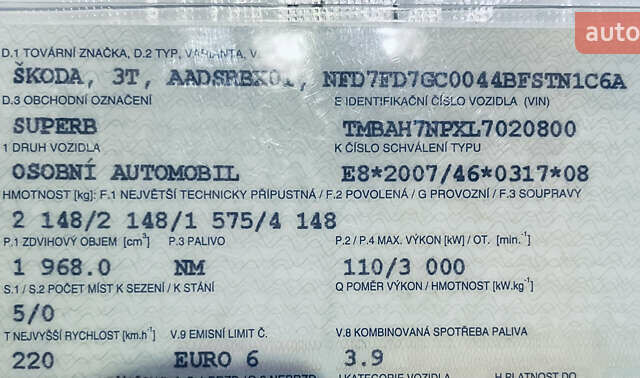 auto
D.1 TOVÁRNÍ ZNAČKA, D.2 TYP, VARIANTA, V.
ŠKODA, 3T, AADSRBX01, NFD7FD7GC0044BFSTN1C6A
D.3 OBCHODNÍ OZNAČENÍ E IDENTIFIKAČNÍ ČÍSLO VOZIDLA (VIN)
SUPERB TMBAH7NPXL7020800
1 DRUH VOZIDLA K ČÍSLO SCHVÁLENÍ TYPU
OSOBNÍ AUTOMOBIL E8*2007/46*0317*08
HMOTNOST [kg]: F.1 NEJVĚTŠÍ TECHNICKY PŘÍPUSTNÁ / F.2 POVOLENÁ / G PROVOZNÍ / F.3 SOUPRAVY
2 148/2 148/1 575/4 148
P.1 ZDVIHOVÝ OBJEM [cm³] P.3 PALIVO P.2 / P.4 MAX. VÝKON [kW] / OT. [min.⁻¹]
1 968.0 NM 110/3 000
S.1 / S.2 POČET MÍST K SEZENÍ / K STÁNÍ Q POMĚR VÝKON / HMOTNOST [kW.kg⁻¹]
5/0
T NEJVYŠŠÍ RYCHLOST [km.h⁻¹] V.9 EMISNÍ LIMIT Č. V.8 KOMBINOVANÁ SPOTŘEBA PALIVA
220 EURO 6 3.9
J KATEGORIE VOZIDLA H PLATNOST DO